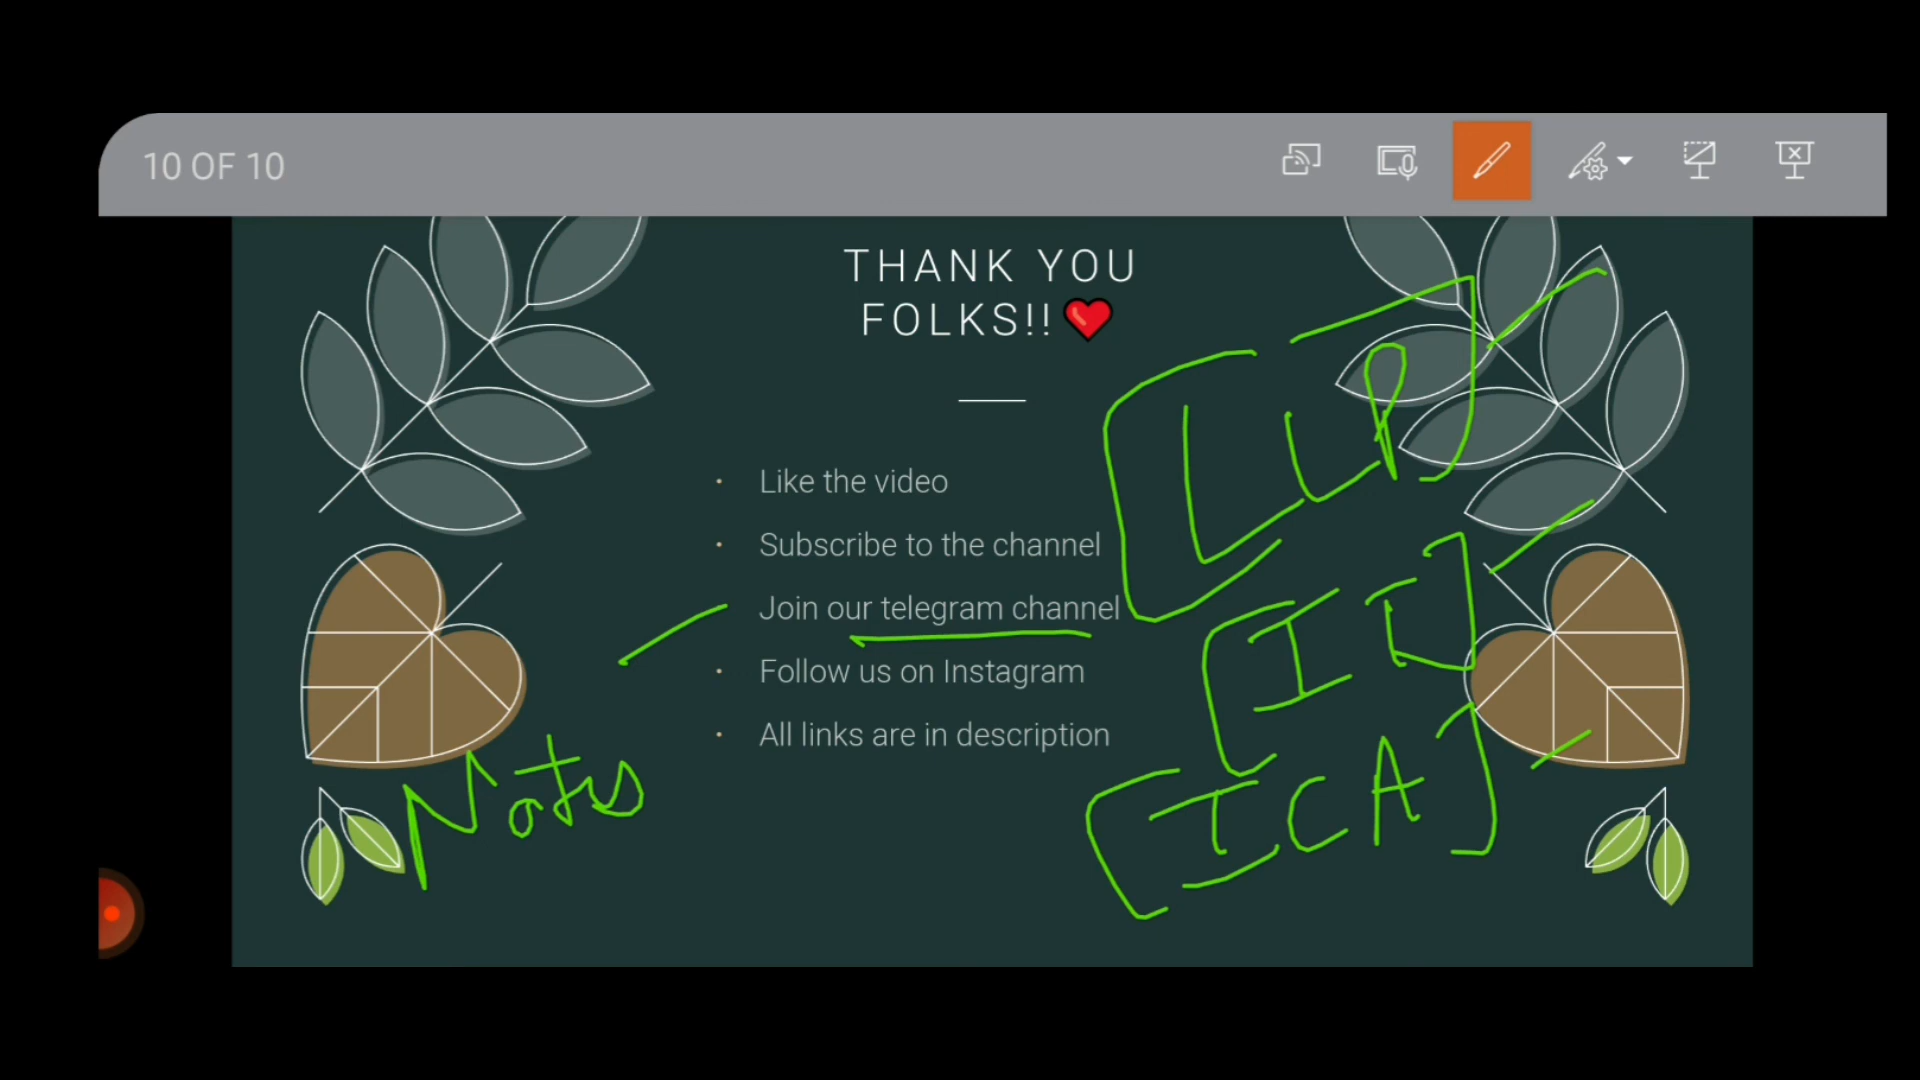 10 OF 10
THANK YOU
FOLKS!!
Like the video
Subscribe to the channel
Join our telegram channel
Follow us on Instagram
All links are in description
Notes
[LLP]
[ICA]